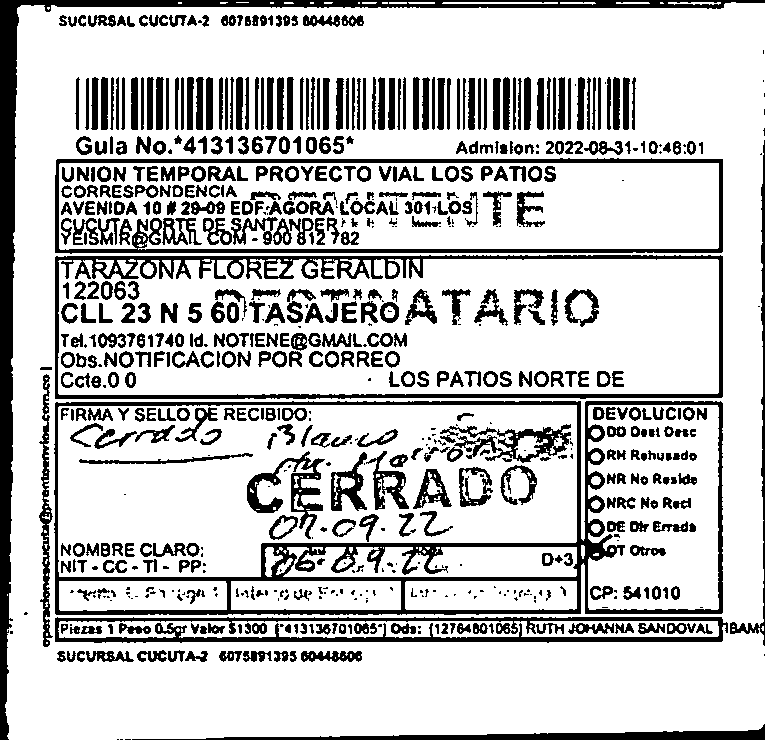 SUCURSAL CUCUTA-2 6075891395 60448606
Guia No.*413136701065*
Admision: 2022-08-31-10:46:01
UNION TEMPORAL PROYECTO VIAL LOS PATIOS
CORRESPONDENCIA
AVENIDA 10 # 29-09 EDF.AGORA LOCAL 301 LOS
CUCUTA NORTE DE SANTANDER
YEISMIR@GMAIL COM - 900 812 782
TARAZONA FLOREZ GERALDIN
122063
CLL 23 N 5 60 TASAJERO
DESTINATARIO
Tel.1093761740 Id. NOTIENE@GMAIL.COM
Obs.NOTIFICACION POR CORREO
Ccte.0 0
LOS PATIOS NORTE DE
operacionescucuta@prontoenvios.com.co
FIRMA Y SELLO DE RECIBIDO:
Cerrado Blanco
CERRADO
07.09.22
NOMBRE CLARO:
NIT - CC - TI - PP:
06.09.22
D+3
DEVOLUCION
DD Dest Desc
RH Rehusado
NR No Reside
NRC No Recl
DE Dir Errada
OT Otros
CP: 541010
Piezas 1 Peso 0.5gr Valor $1300 (*413136701065*) Ods: (12764801065) RUTH JOHANNA SANDOVAL
SUCURSAL CUCUTA-2 6075891395 60448606